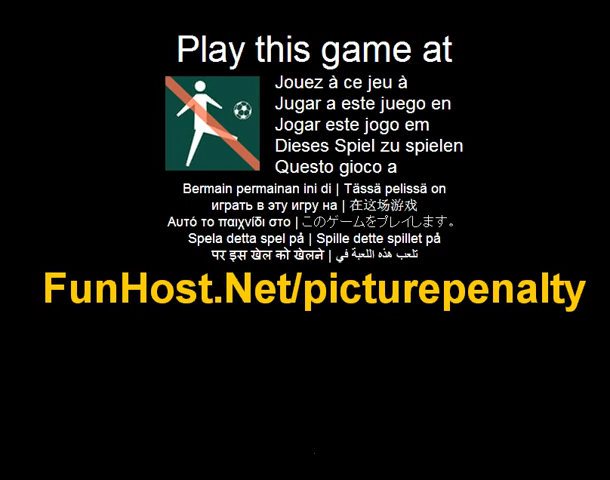 Play this game at
Jouez à ce jeu à
Jugar a este juego en
Jogar este jogo em
Dieses Spiel zu spielen
Questo gioco a
Bermain permainan ini di | Tässä pelissä on
играть в эту игру на | 在这场游戏
Αυτό το παιχνίδι στο | このゲームをプレイします。
Spela detta spel på | Spille dette spillet på
पर इस खेल को खेलने | تلعب هذه اللعبة في
FunHost.Net/picturepenalty